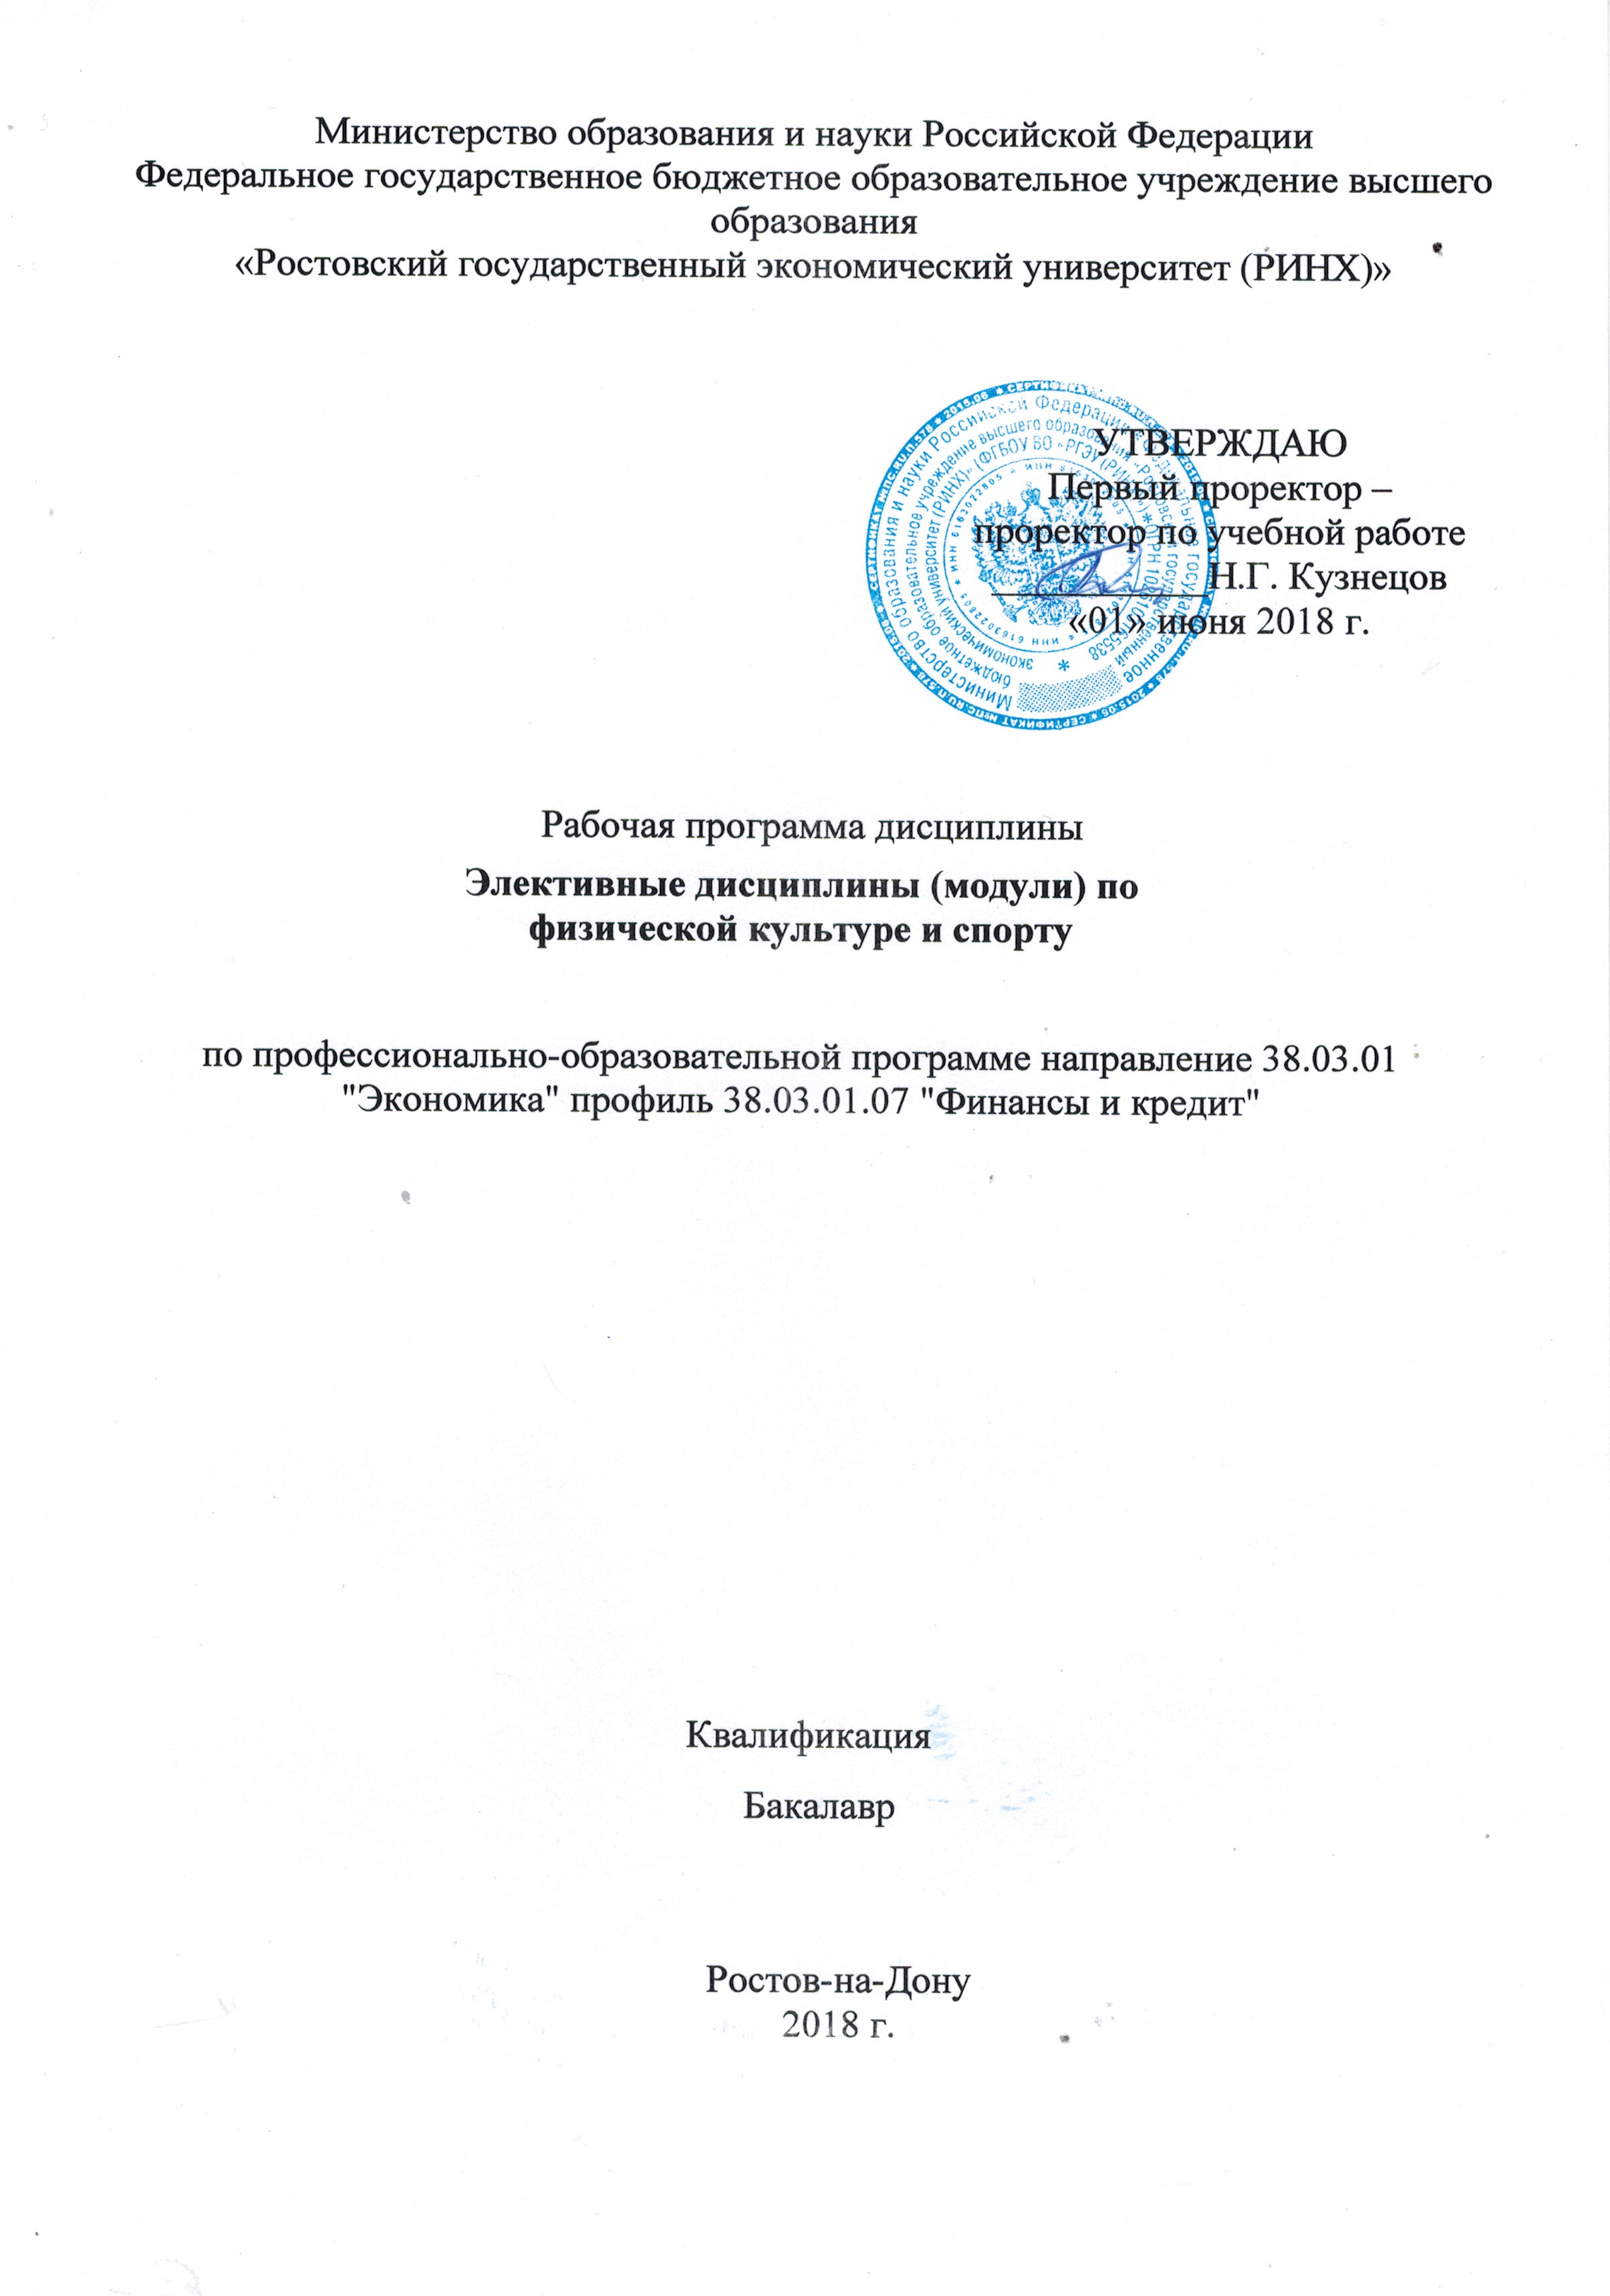 Министерство образования и науки Российской Федерации
Федеральное государственное бюджетное образовательное учреждение высшего
образования
«Ростовский государственный экономический университет (РИНХ)»
УТВЕРЖДАЮ
Первый проректор –
проректор по учебной работе
Н.Г. Кузнецов
«01» июня 2018 г.
Рабочая программа дисциплины
Элективные дисциплины (модули) по
физической культуре и спорту
по профессионально-образовательной программе направление 38.03.01
"Экономика" профиль 38.03.01.07 "Финансы и кредит"
Квалификация
Бакалавр
Ростов-на-Дону
2018 г.